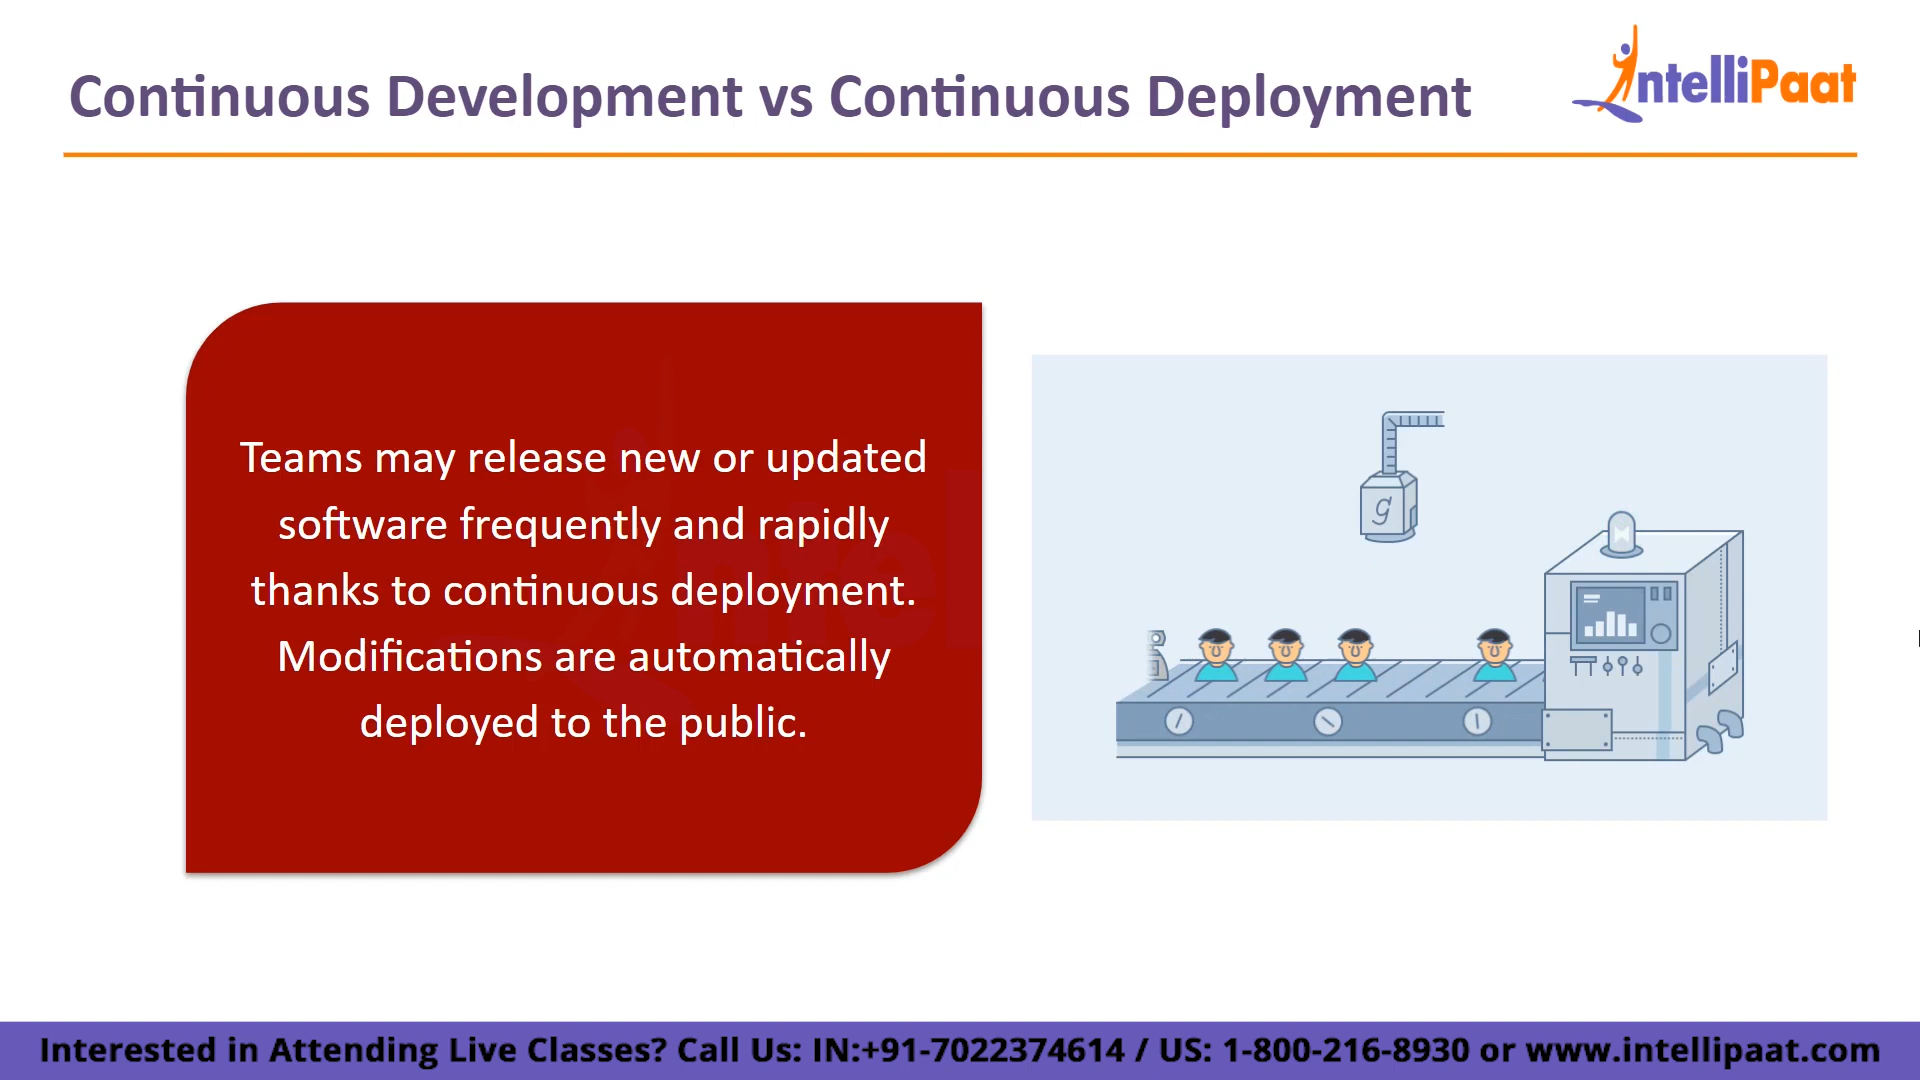 Continuous Development vs Continuous Deployment
IntelliPaat
Teams may release new or updated
software frequently and rapidly
thanks to continuous deployment.
Modifications are automatically
deployed to the public.
g
Interested in Attending Live Classes? Call Us: IN:+91-7022374614 / US: 1-800-216-8930 or www.intellipaat.com